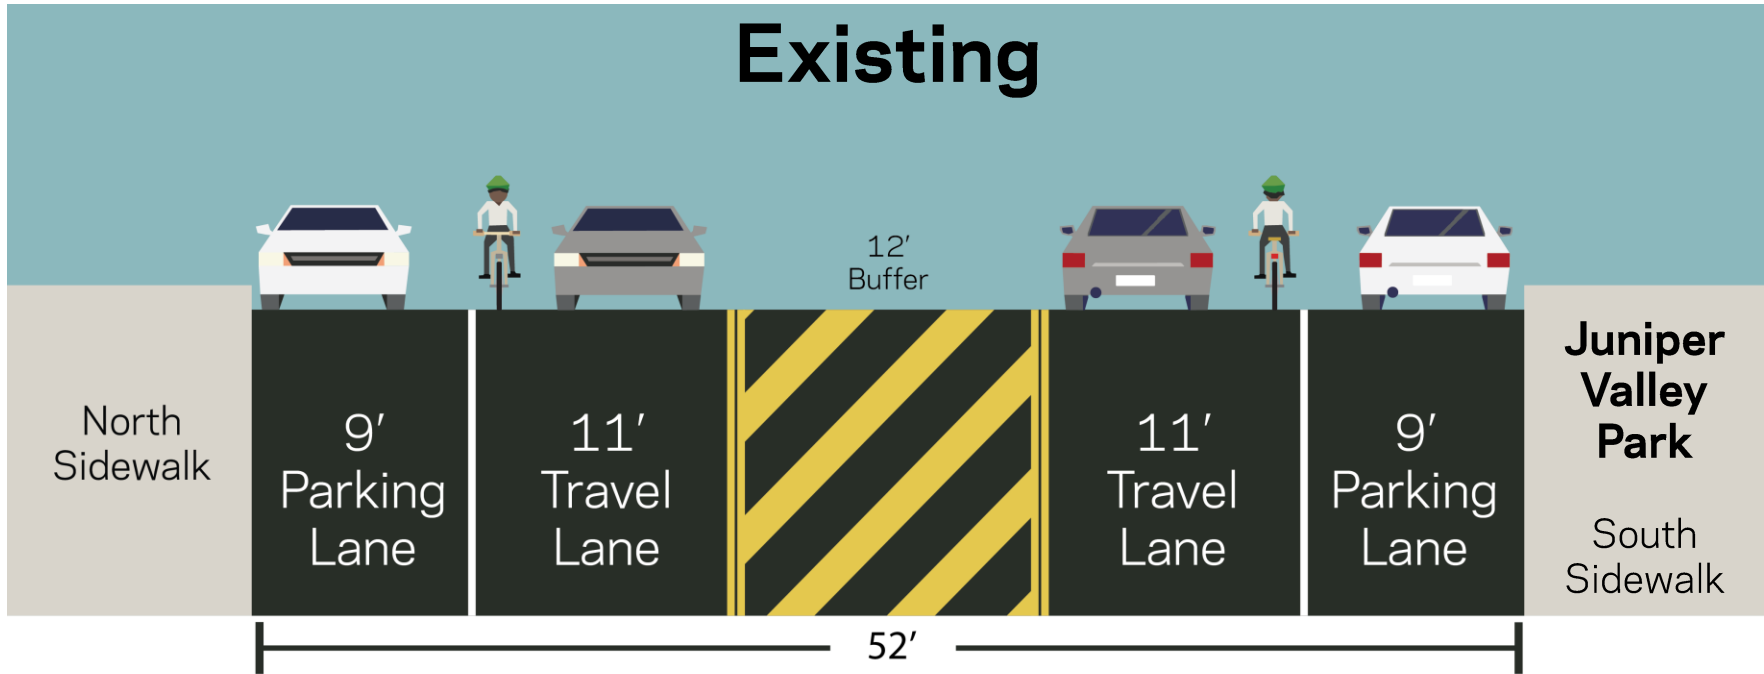 Existing
12′
Buffer
North
Sidewalk
9′
Parking
Lane
11′
Travel
Lane
11′
Travel
Lane
9′
Parking
Lane
Juniper
Valley
Park
South
Sidewalk
52′